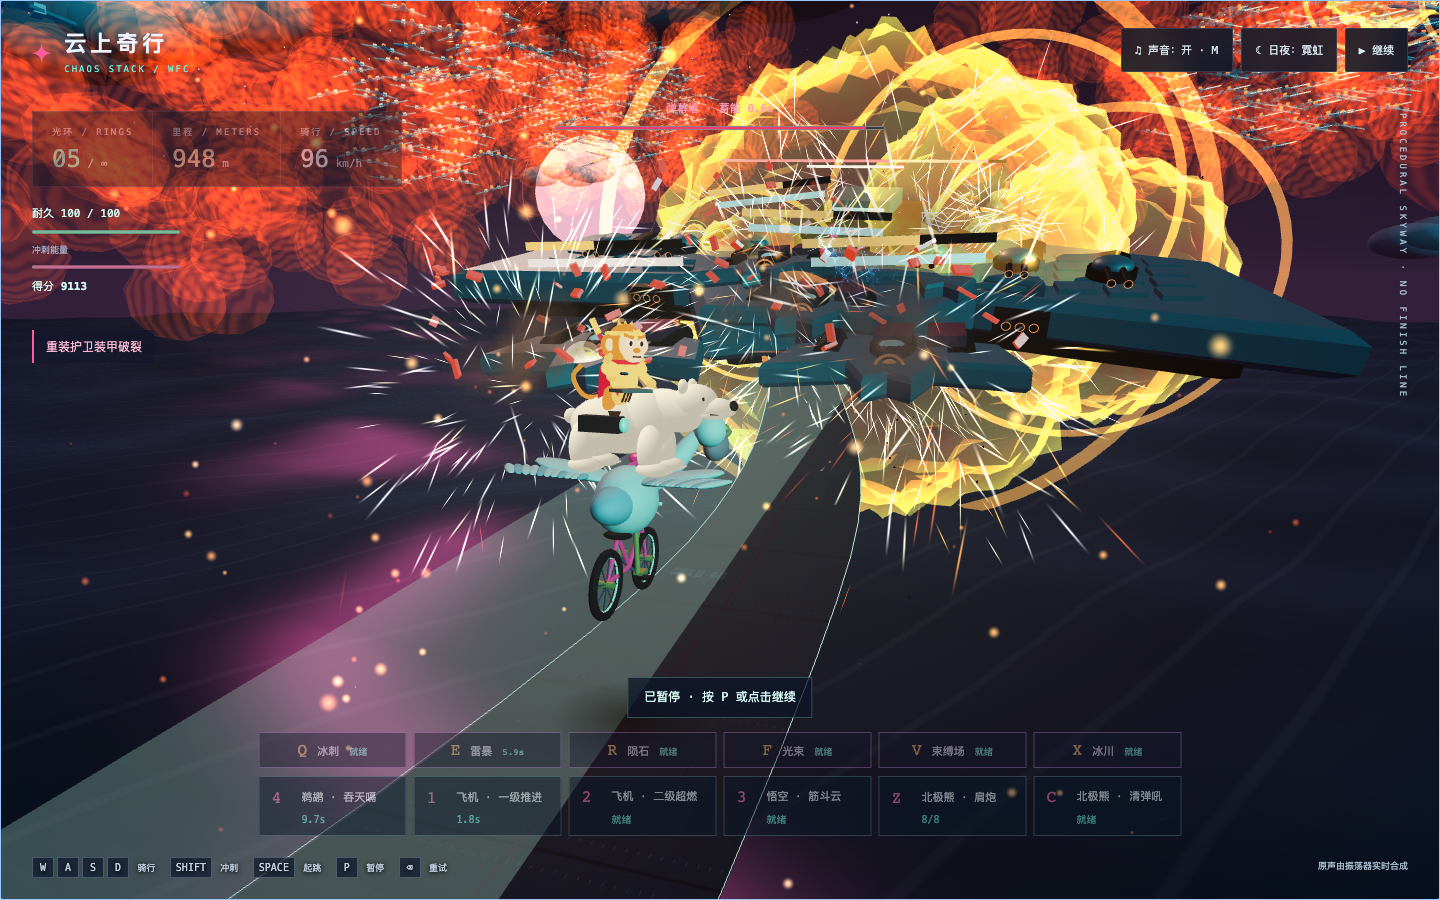 云上奇行
CHAOS STACK / WFC ·
♫ 声音: 开 · M
☾ 日夜: 霓虹
▶ 继续
光环 / RINGS
里程 / METERS
骑行 / SPEED
05 / m
948 m
96 km/h
耐久 100 / 100
冲刺能量
得分 9113
重装护卫装甲破裂
PROCEDURAL SKYWAY · NO FINISH LINE
已暂停 · 按 P 或点击继续
Q 冰刺 就绪
E 雷暴 5.9s
R 陨石 就绪
F 光束 就绪
V 束缚场 就绪
X 冰川 就绪
4 鹈鹕 · 吞天嗝
9.7s
1 飞机 · 一级推进
1.8s
2 飞机 · 二级超燃
就绪
3 悟空 · 筋斗云
就绪
Z 北极熊 · 肩炮
8/8
C 北极熊 · 清弹吼
就绪
W A S D 骑行 SHIFT 冲刺 SPACE 起跳 P 暂停 ⌫ 重试
原声由振荡器实时合成